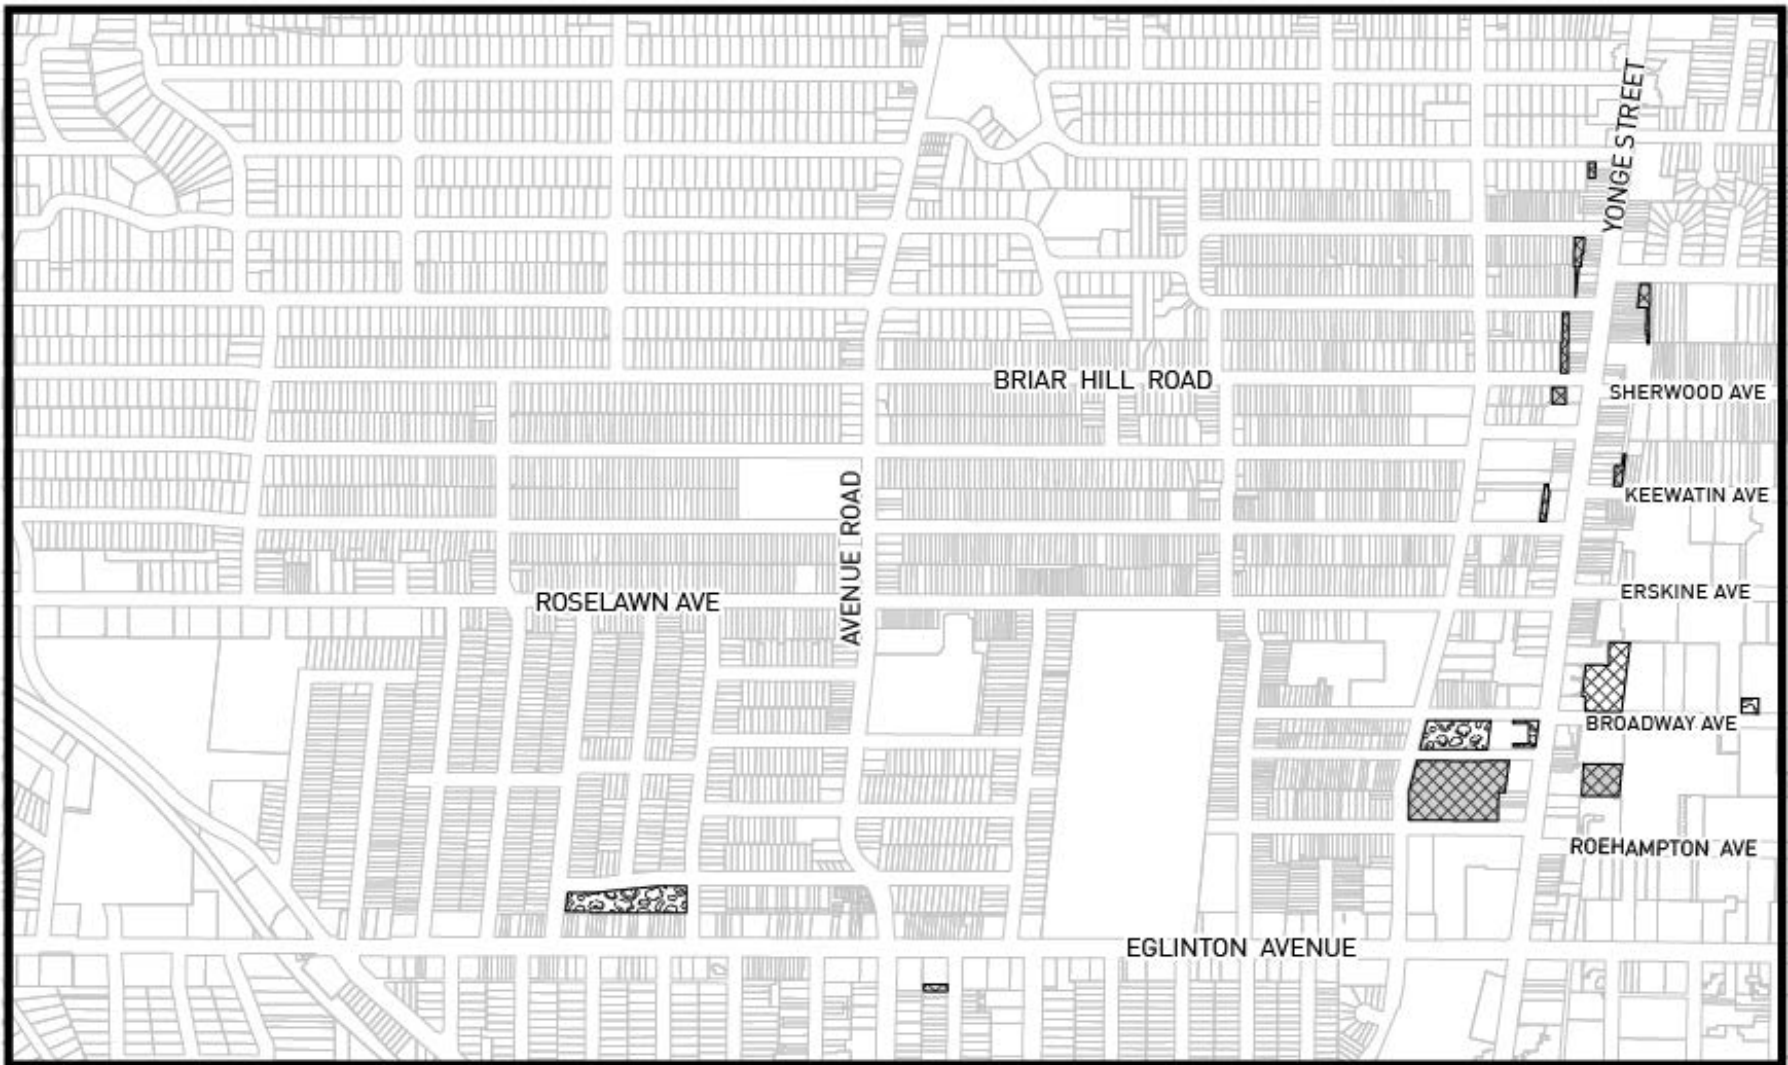 YONGE STREET
BRIAR HILL ROAD
SHERWOOD AVE
AVENUE ROAD
KEEWATIN AVE
ROSELAWN AVE
ERSKINE AVE
BROADWAY AVE
ROEHAMPTON AVE
EGLINTON AVENUE